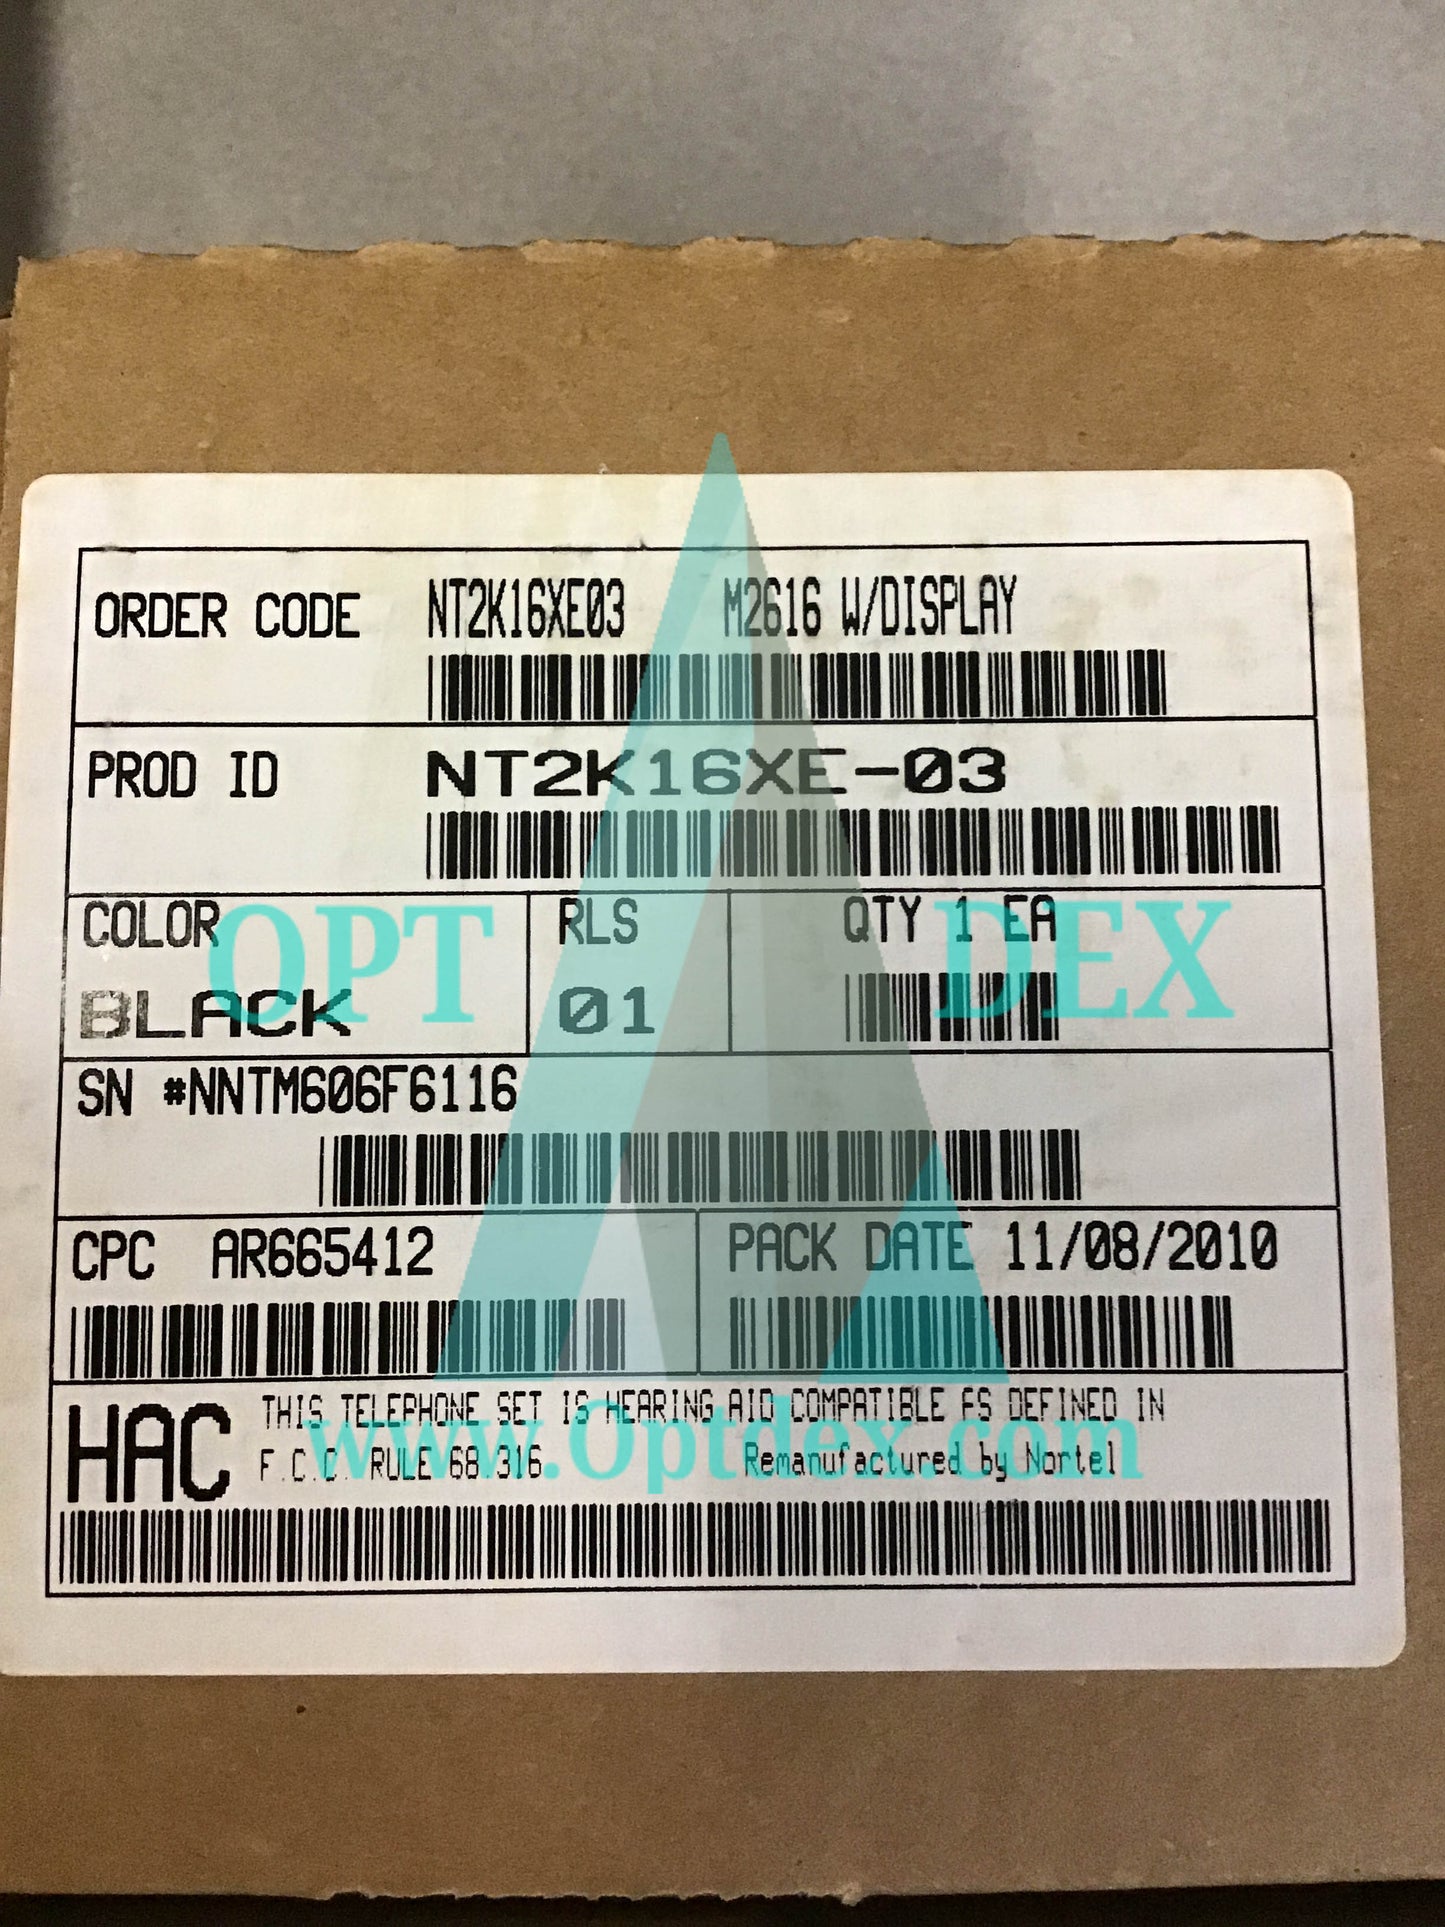 ORDER CODE NT2K16XE03 M2616 W/DISPLAY
PROD ID NT2K16XE-03
COLOR RLS QTY 1 EA
BLACK 01
OPT DEX
SN #NNTM606F6116
CPC AR665412 PACK DATE 11/08/2010
HAC THIS TELEPHONE SET IS HEARING AID COMPATIBLE AS DEFINED IN
F.C.C. RULE 68.316 Remanufactured by Nortel
www.Optdex.com